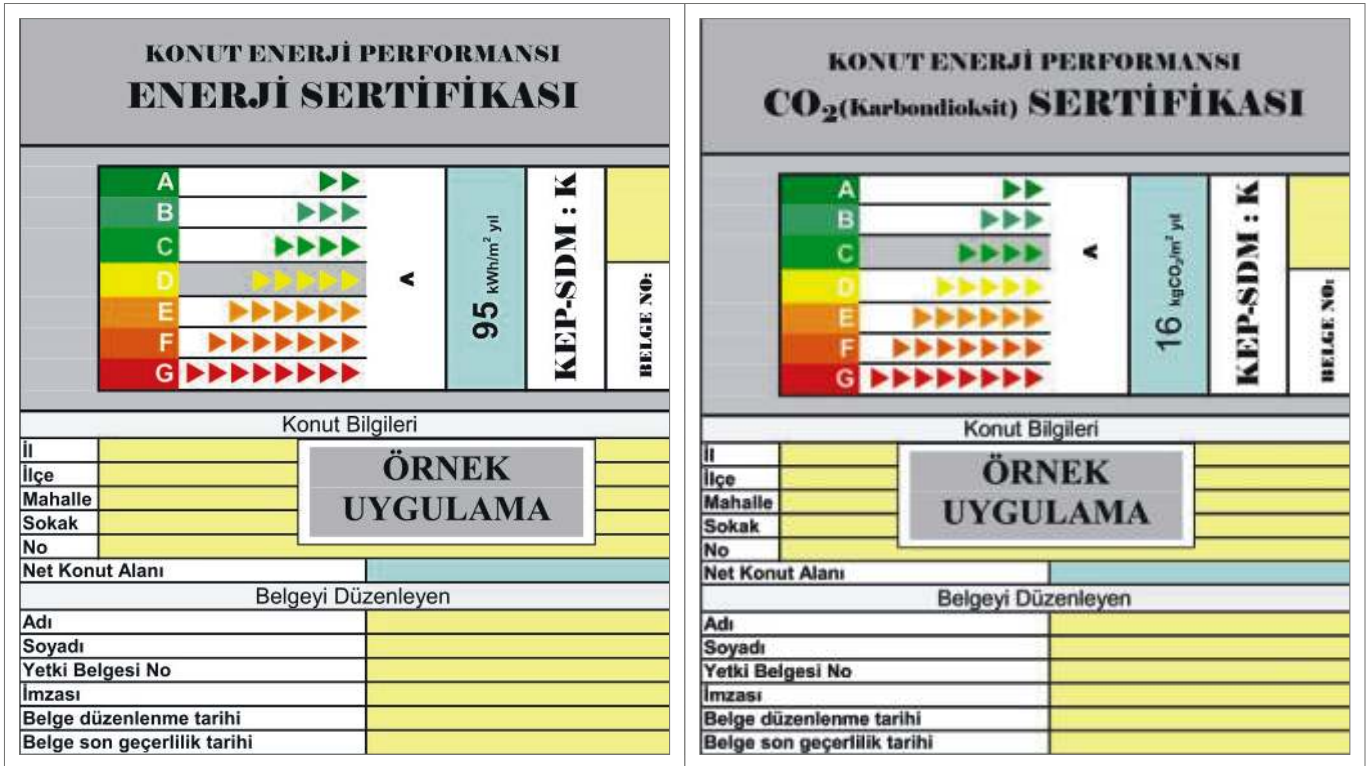 KONUT ENERJİ PERFORMANSI
ENERJİ SERTİFİKASI
A
B
C
D
E
F
G
<
95 kWh/m² yıl
KEP-SDM : K
BELGE NO:
Konut Bilgileri
İl
İlçe
Mahalle
Sokak
No
ÖRNEK
UYGULAMA
Net Konut Alanı
Belgeyi Düzenleyen
Adı
Soyadı
Yetki Belgesi No
İmzası
Belge düzenlenme tarihi
Belge son geçerlilik tarihi
KONUT ENERJİ PERFORMANSI
CO₂(Karbondioksit) SERTİFİKASI
A
B
C
D
E
F
G
<
16 kgCO₂/m² yıl
KEP-SDM : K
BELGE NO:
Konut Bilgileri
İl
İlçe
Mahalle
Sokak
No
ÖRNEK
UYGULAMA
Net Konut Alanı
Belgeyi Düzenleyen
Adı
Soyadı
Yetki Belgesi No
İmzası
Belge düzenlenme tarihi
Belge son geçerlilik tarihi